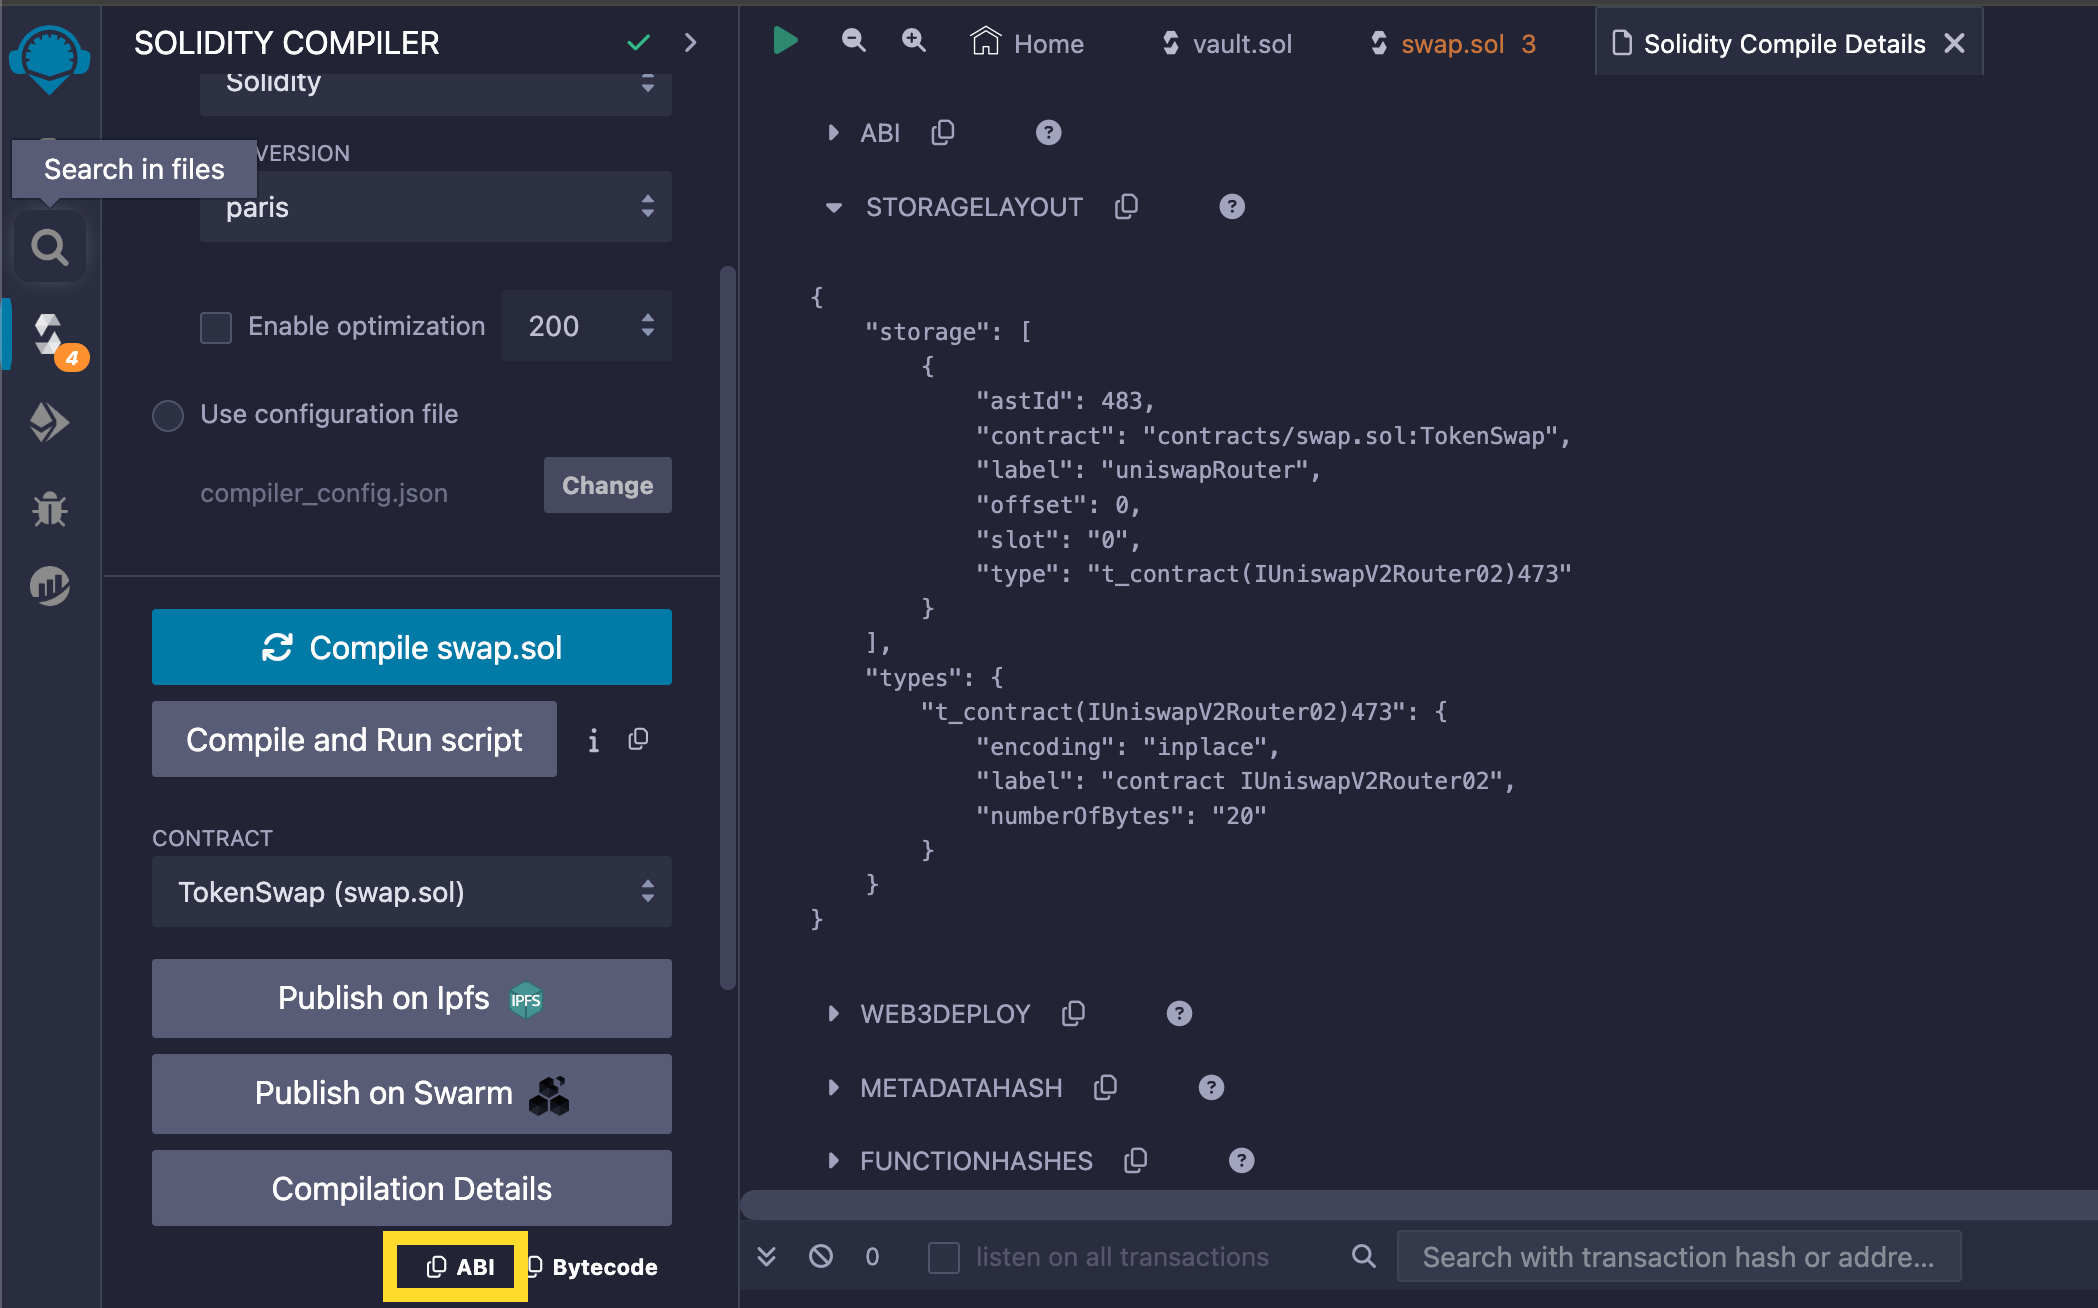 SOLIDITY COMPILER
Solidity
VERSION
Search in files
paris
Enable optimization
200
4
Use configuration file
compiler_config.json
Change
Compile swap.sol
Compile and Run script
i
CONTRACT
TokenSwap (swap.sol)
Publish on Ipfs
IPFS
Publish on Swarm
Compilation Details
ABI
Bytecode
Home
vault.sol
swap.sol 3
Solidity Compile Details
ABI
?
STORAGELAYOUT
?
{
"storage": [
{
"astId": 483,
"contract": "contracts/swap.sol:TokenSwap",
"label": "uniswapRouter",
"offset": 0,
"slot": "0",
"type": "t_contract(IUniswapV2Router02)473"
}
],
"types": {
"t_contract(IUniswapV2Router02)473": {
"encoding": "inplace",
"label": "contract IUniswapV2Router02",
"numberOfBytes": "20"
}
}
}
WEB3DEPLOY
?
METADATAHASH
?
FUNCTIONHASHES
?
0
listen on all transactions
Search with transaction hash or addre...